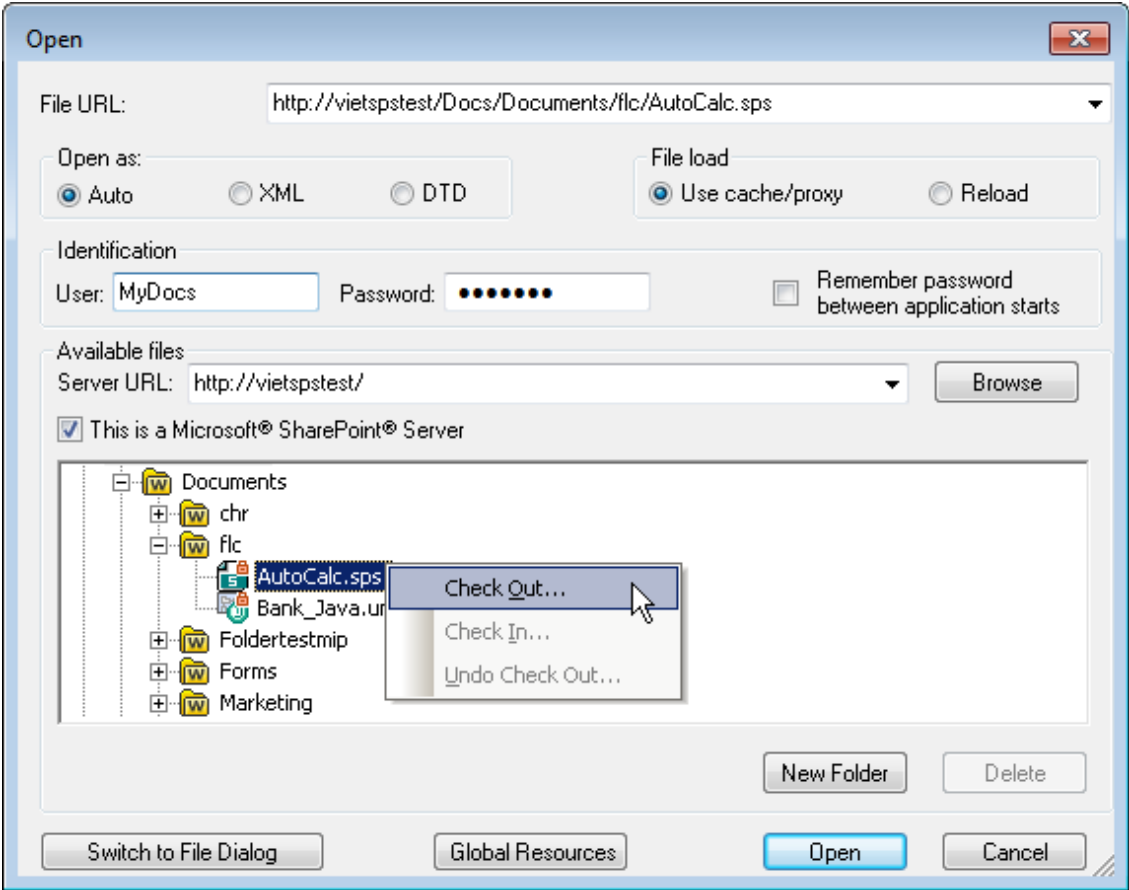 Open
File URL: http://vietspstest/Docs/Documents/flc/AutoCalc.sps
Open as: File load
Auto XML DTD Use cache/proxy Reload
Identification
User: MyDocs Password: ●●●●●●● Remember password
between application starts
Available files
Server URL: http://vietspstest/ Browse
This is a Microsoft® SharePoint® Server
Documents
chr
flc
AutoCalc.sps Check Out...
Bank_Java.um
Check In...
Foldertestmip
Forms Undo Check Out...
Marketing
New Folder Delete
Switch to File Dialog Global Resources Open Cancel